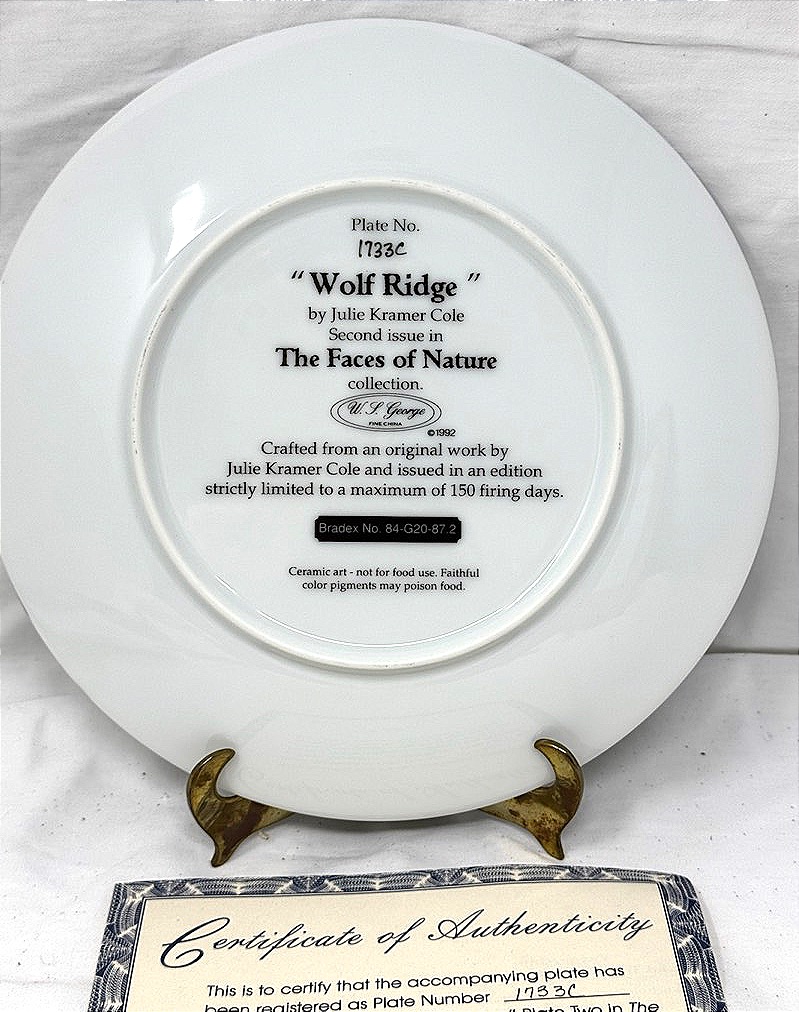 Plate No.
1733C
“Wolf Ridge”
by Julie Kramer Cole
Second issue in
The Faces of Nature
collection.
W. S. George
FINE CHINA
©1992
Crafted from an original work by
Julie Kramer Cole and issued in an edition
strictly limited to a maximum of 150 firing days.
Bradex No. 84-G20-87.2
Ceramic art - not for food use. Faithful
color pigments may poison food.
Certificate of Authenticity
This is to certify that the accompanying plate has
been registered as Plate Number 1733C
” Plate Two in The